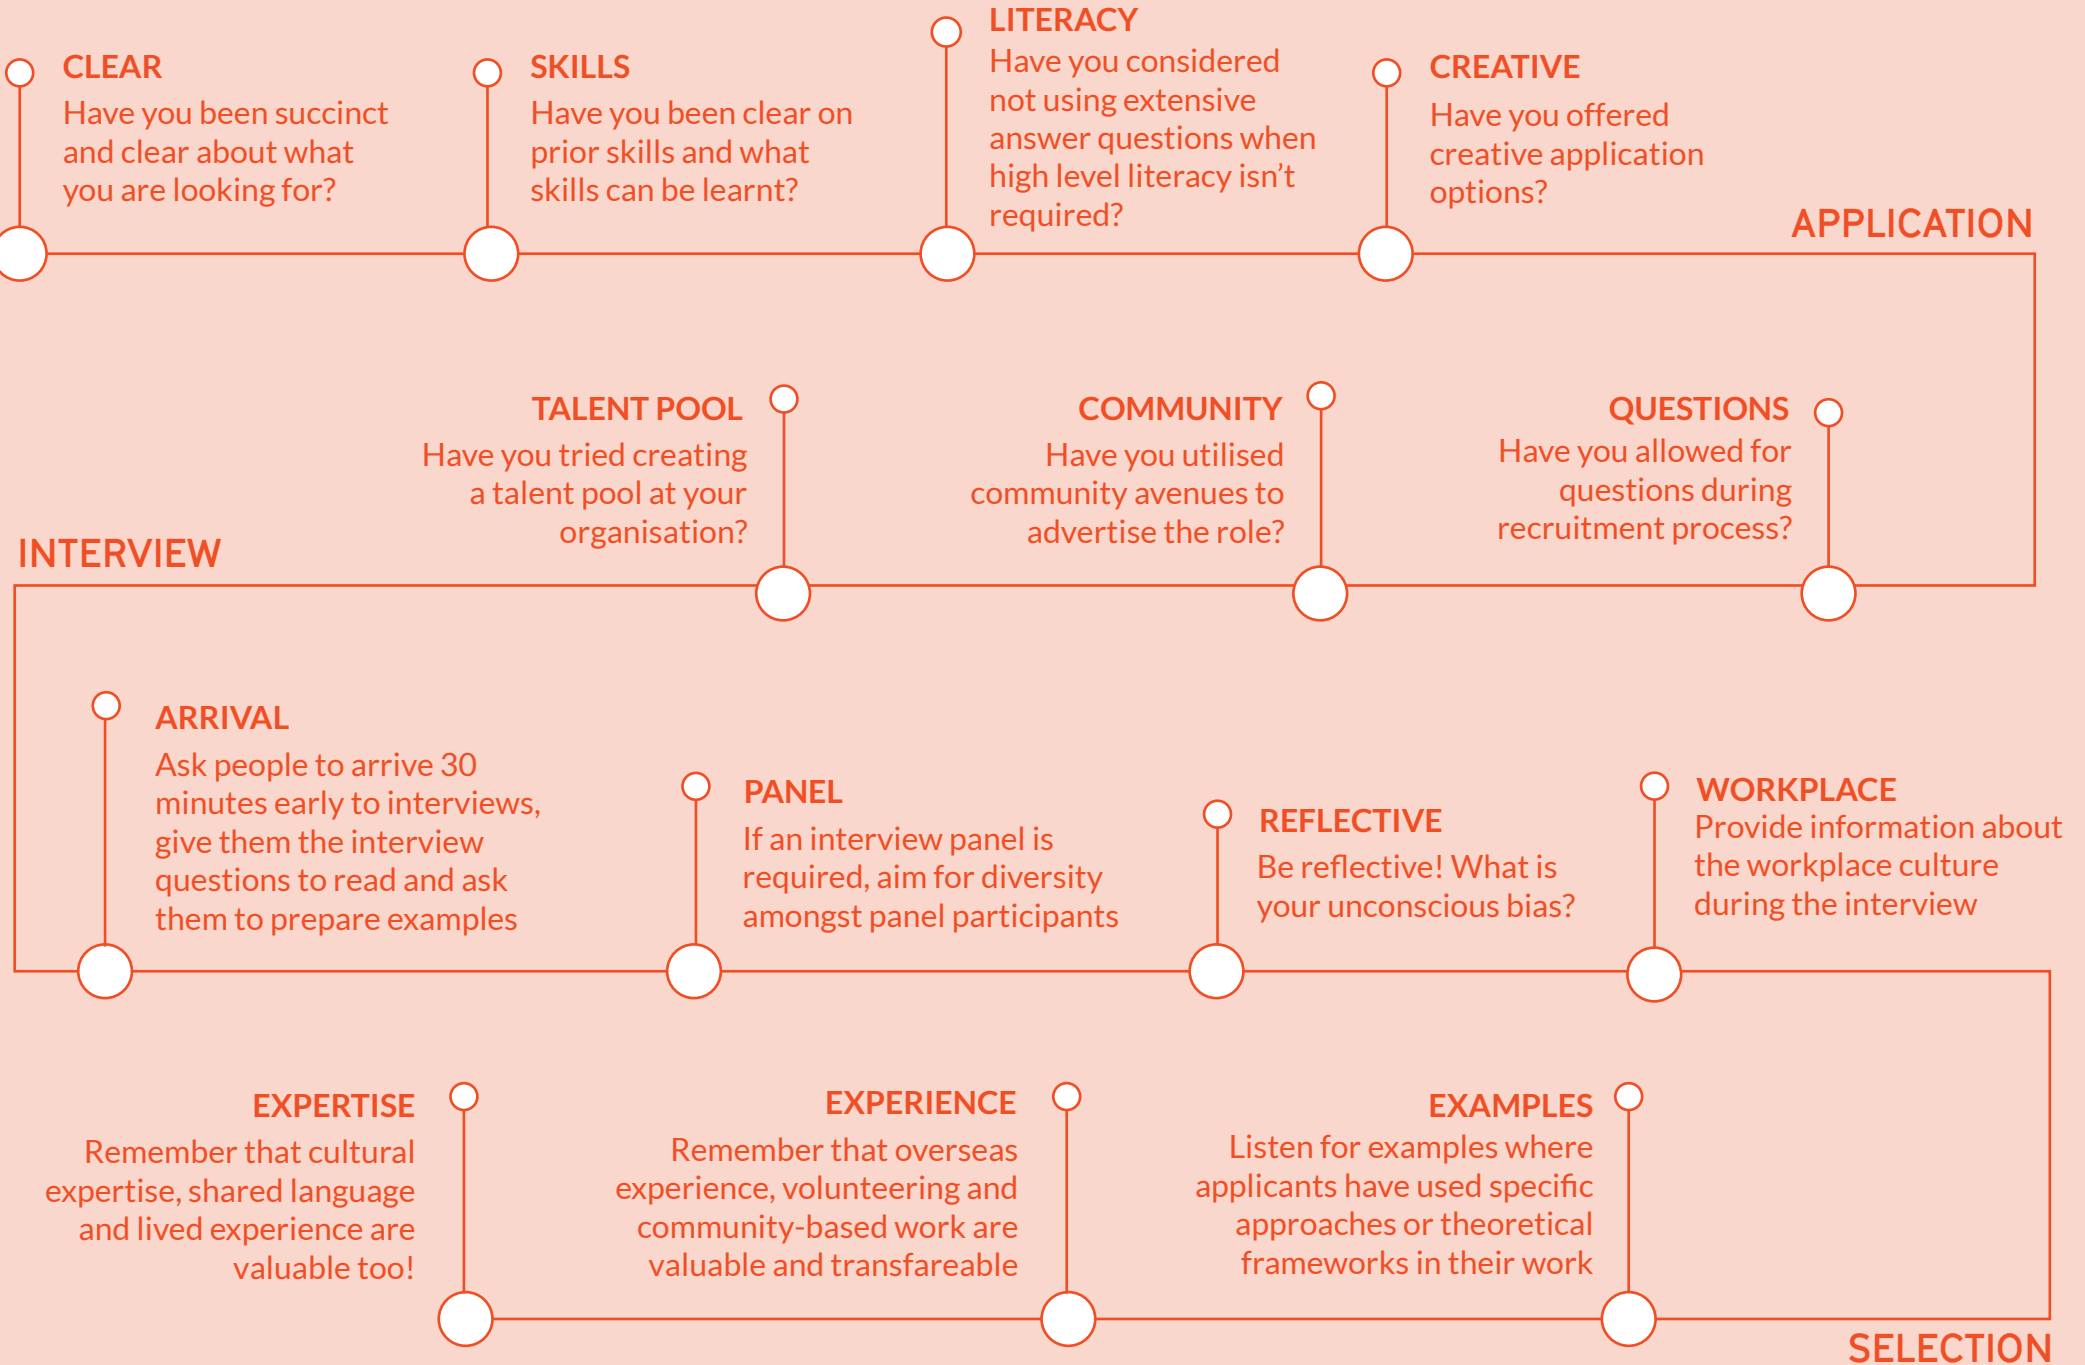 CLEAR
Have you been succinct
and clear about what
you are looking for?
SKILLS
Have you been clear on
prior skills and what
skills can be learnt?
LITERACY
Have you considered
not using extensive
answer questions when
high level literacy isn’t
required?
CREATIVE
Have you offered
creative application
options?
APPLICATION
QUESTIONS
Have you allowed for
questions during
recruitment process?
COMMUNITY
Have you utilised
community avenues to
advertise the role?
TALENT POOL
Have you tried creating
a talent pool at your
organisation?
INTERVIEW
ARRIVAL
Ask people to arrive 30
minutes early to interviews,
give them the interview
questions to read and ask
them to prepare examples
PANEL
If an interview panel is
required, aim for diversity
amongst panel participants
REFLECTIVE
Be reflective! What is
your unconscious bias?
WORKPLACE
Provide information about
the workplace culture
during the interview
SELECTION
EXAMPLES
Listen for examples where
applicants have used specific
approaches or theoretical
frameworks in their work
EXPERIENCE
Remember that overseas
experience, volunteering and
community-based work are
valuable and transfareable
EXPERTISE
Remember that cultural
expertise, shared language
and lived experience are
valuable too!